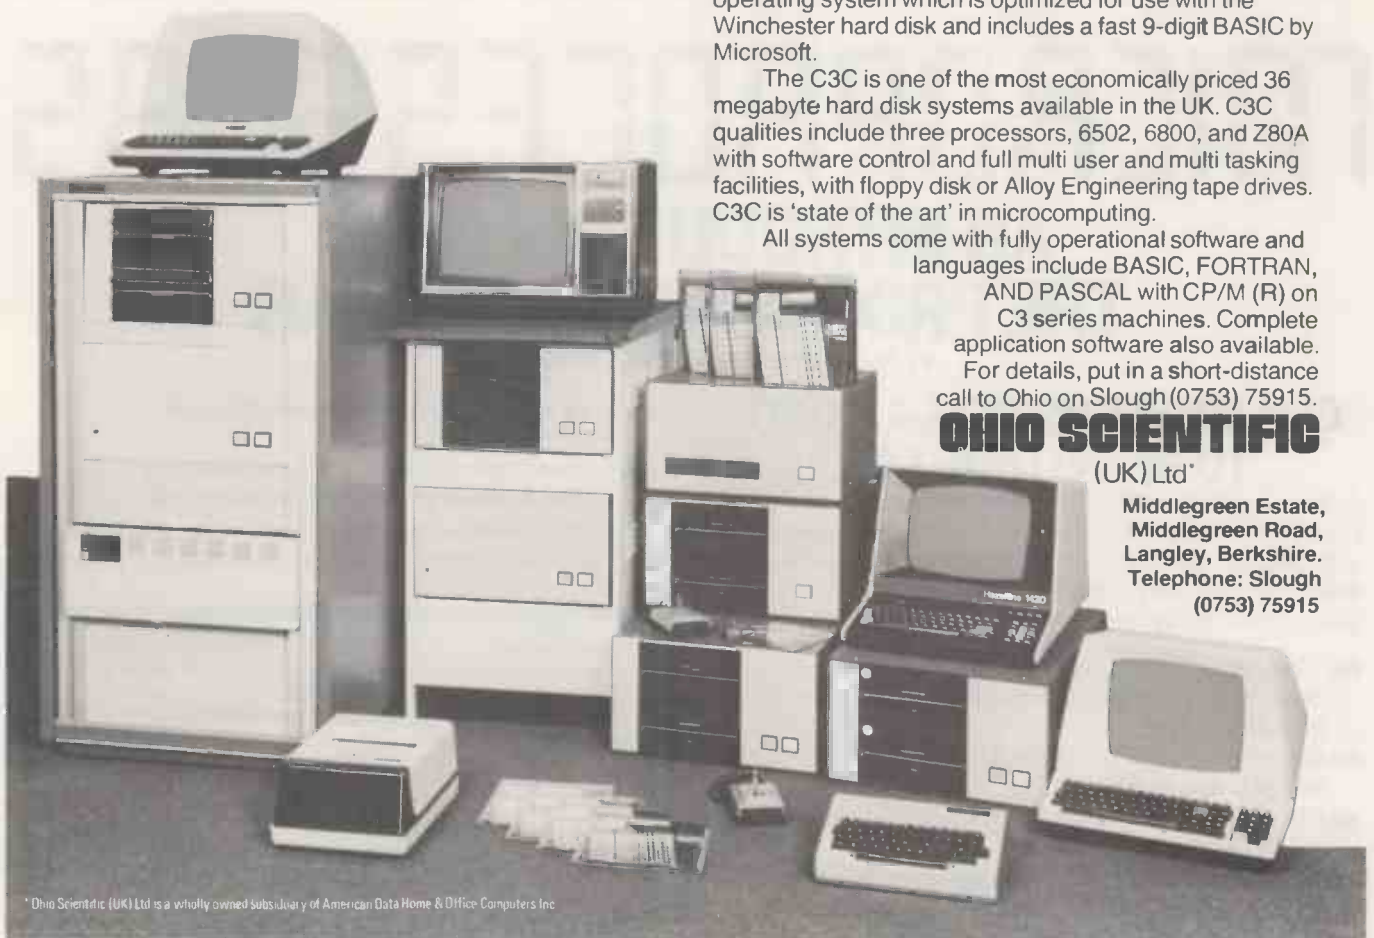 operating system which is optimized for use with the
Winchester hard disk and includes a fast 9-digit BASIC by
Microsoft.
The C3C is one of the most economically priced 36
megabyte hard disk systems available in the UK. C3C
qualities include three processors, 6502, 6800, and Z80A
with software control and full multi user and multi tasking
facilities, with floppy disk or Alloy Engineering tape drives.
C3C is ‘state of the art’ in microcomputing.
All systems come with fully operational software and
languages include BASIC, FORTRAN,
AND PASCAL with CP/M (R) on
C3 series machines. Complete
application software also available.
For details, put in a short-distance
call to Ohio on Slough (0753) 75915.
OHIO SCIENTIFIC
(UK) Ltd*
Middlegreen Estate,
Middlegreen Road,
Langley, Berkshire.
Telephone: Slough
(0753) 75915
Hazeltine 1420
* Ohio Scientific (UK) Ltd is a wholly owned subsiduary of American Data Home & Office Computers Inc